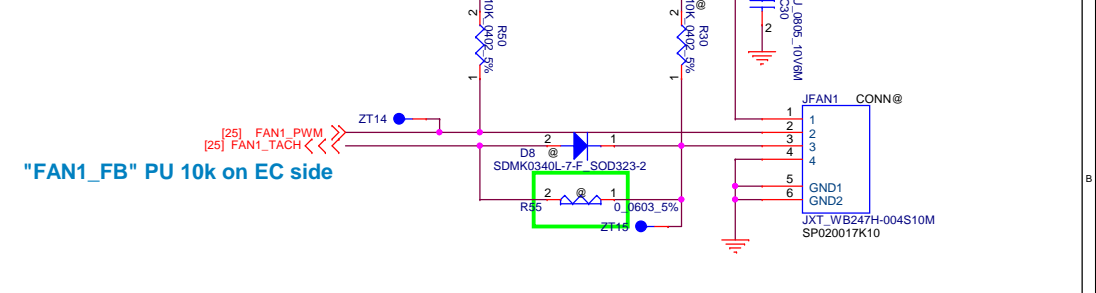 2
10K_0402_5%
R50
1
2
@
10K_0402_5%
R30
1
C30
U_0805_10V6M
2
ZT14
[25] FAN1_PWM
[25] FAN1_TACH
"FAN1_FB" PU 10k on EC side
2
1
D8 @
SDMK0340L-7-F_SOD323-2
2
@
1
R55
0_0603_5%
ZT15
JFAN1 CONN@
1 1
2 2
3 3
4 4
5 GND1
6 GND2
JXT_WB247H-004S10M
SP020017K10
B